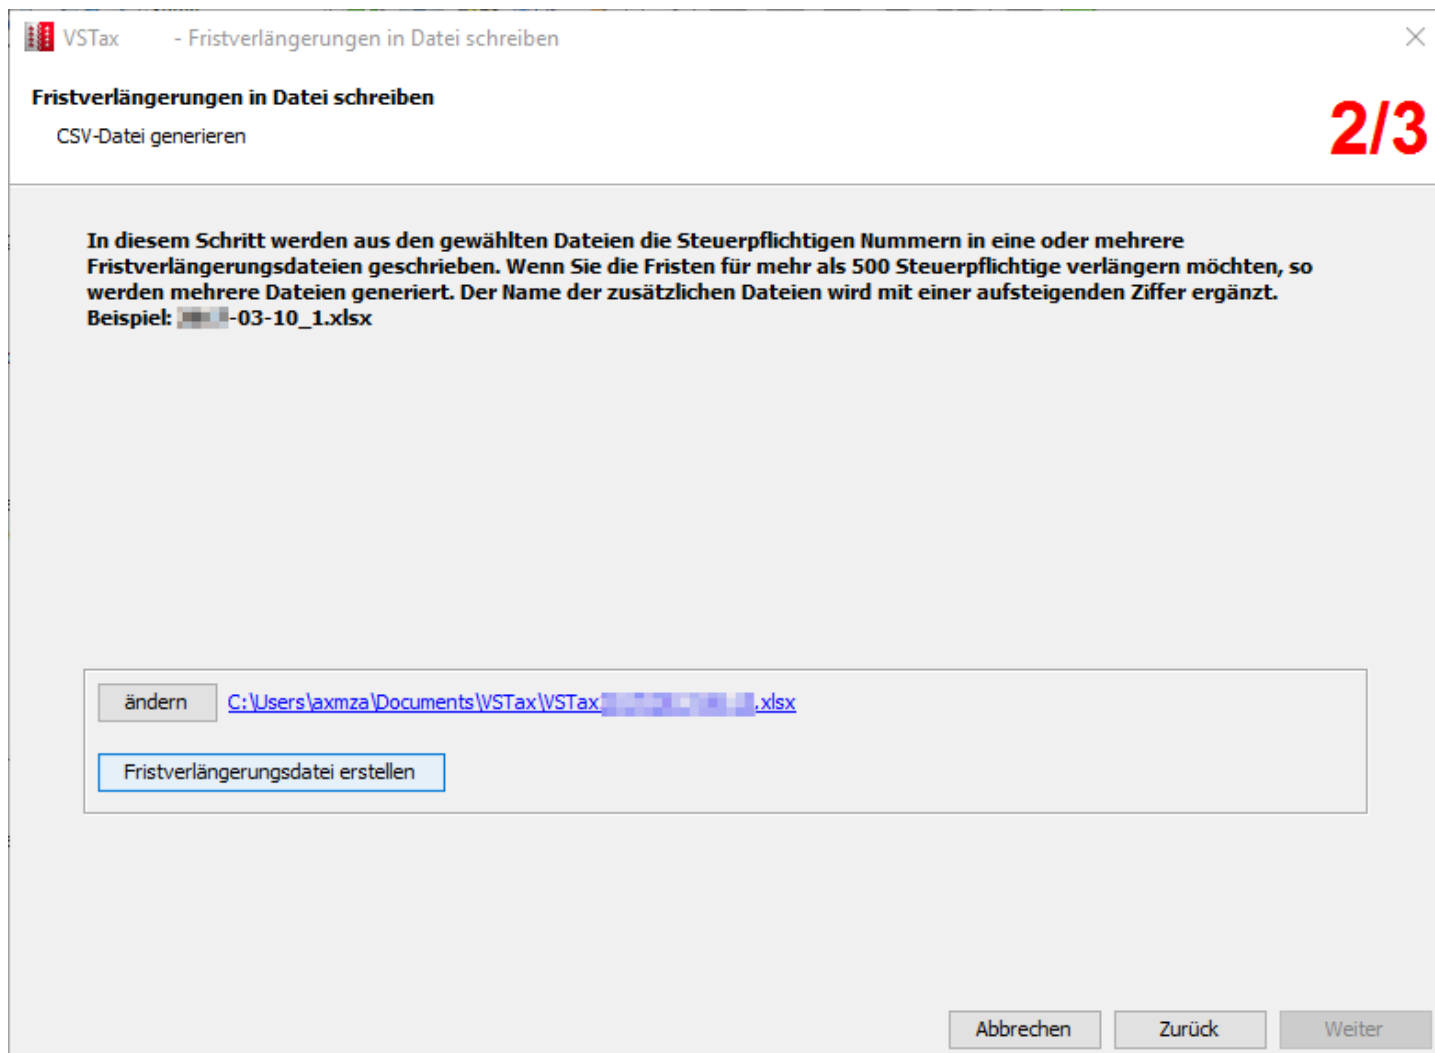 VSTax - Fristverlängerungen in Datei schreiben
Fristverlängerungen in Datei schreiben
CSV-Datei generieren
2/3
In diesem Schritt werden aus den gewählten Dateien die Steuerpflichtigen Nummern in eine oder mehrere
Fristverlängerungsdateien geschrieben. Wenn Sie die Fristen für mehr als 500 Steuerpflichtige verlängern möchten, so
werden mehrere Dateien generiert. Der Name der zusätzlichen Dateien wird mit einer aufsteigenden Ziffer ergänzt.
Beispiel: -03-10_1.xlsx
ändern C:\Users\axmza\Documents\VSTax\VSTax .xlsx
Fristverlängerungsdatei erstellen
Abbrechen Zurück Weiter